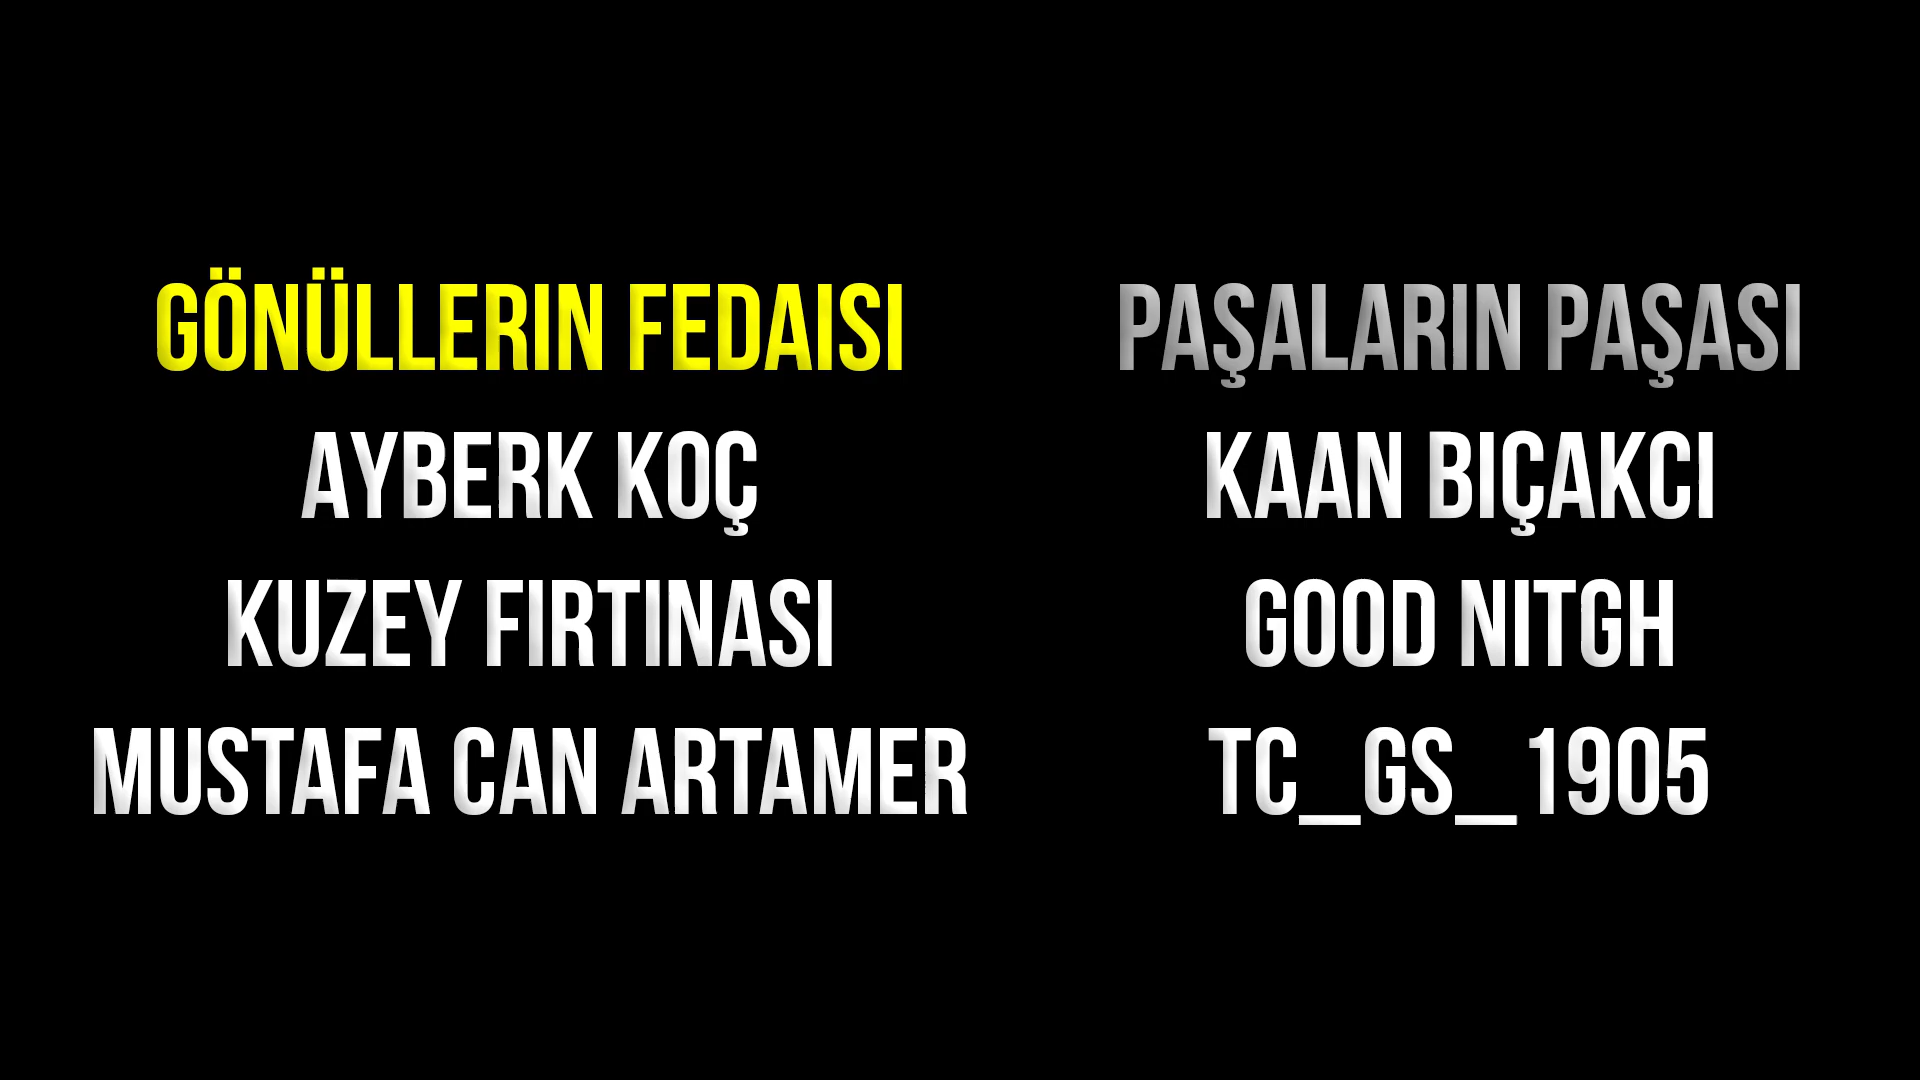 GÖNÜLLERIN FEDAISI
AYBERK KOÇ
KUZEY FIRTINASI
MUSTAFA CAN ARTAMER
PAŞALARIN PAŞASI
KAAN BIÇAKCI
GOOD NITGH
TC_GS_1905